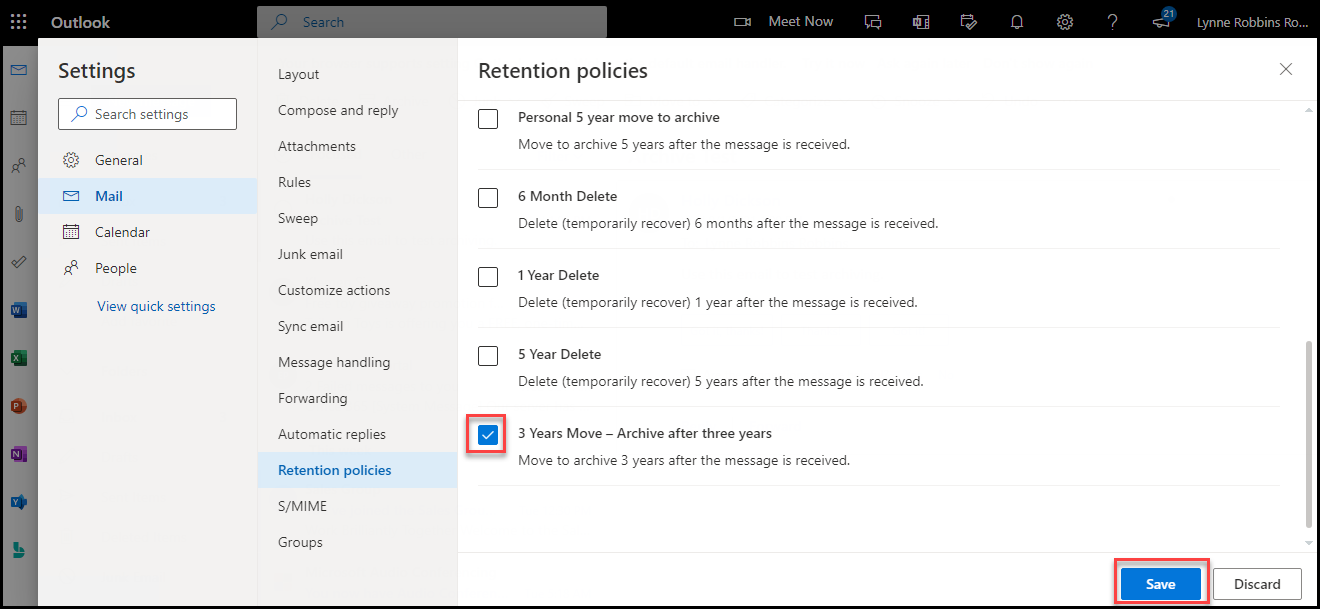 Outlook
Search
Meet Now
21
Lynne Robbins Ro...
Settings
Search settings
General
Mail
Calendar
People
View quick settings
Layout
Compose and reply
Attachments
Rules
Sweep
Junk email
Customize actions
Sync email
Message handling
Forwarding
Automatic replies
Retention policies
S/MIME
Groups
Retention policies
Personal 5 year move to archive
Move to archive 5 years after the message is received.
6 Month Delete
Delete (temporarily recover) 6 months after the message is received.
1 Year Delete
Delete (temporarily recover) 1 year after the message is received.
5 Year Delete
Delete (temporarily recover) 5 years after the message is received.
3 Years Move – Archive after three years
Move to archive 3 years after the message is received.
Save
Discard